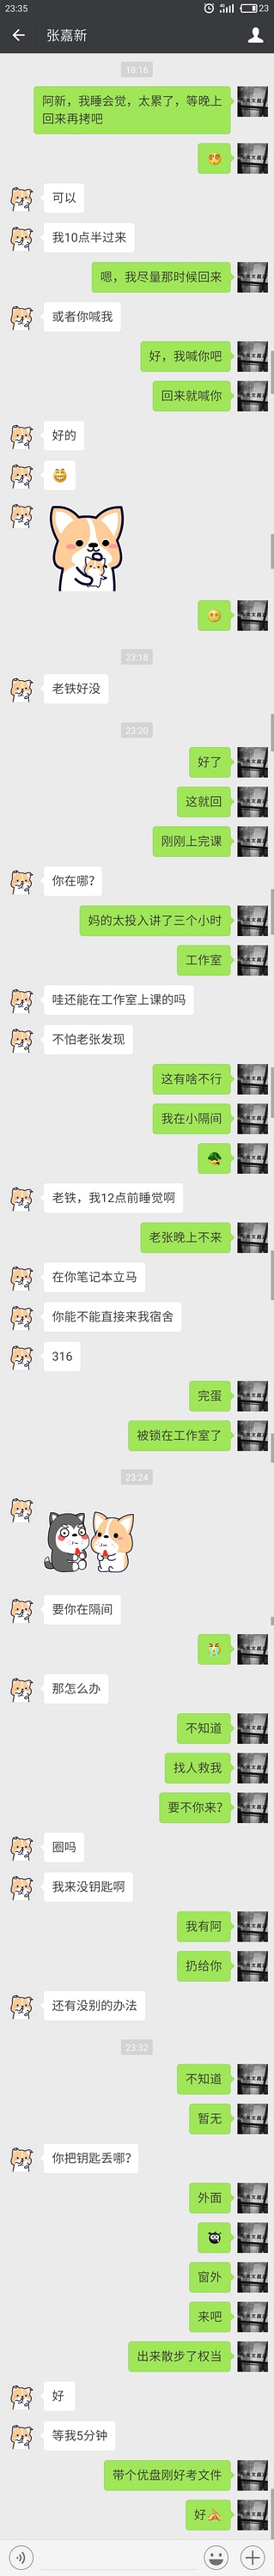 23:35
23
张嘉新
18:16
阿新，我睡会觉，太累了，等晚上
回来再拷吧
可以
我10点半过来
嗯，我尽量那时候回来
或者你喊我
好，我喊你吧
回来就喊你
好的
23:18
老铁好没
23:20
好了
这就回
刚刚上完课
你在哪？
妈的太投入讲了三个小时
工作室
哇还能在工作室上课的吗
不怕老张发现
这有啥不行
我在小隔间
老铁，我12点前睡觉啊
老张晚上不来
在你笔记本立马
你能不能直接来我宿舍
316
完蛋
被锁在工作室了
23:24
要你在隔间
那怎么办
不知道
找人救我
要不你来？
圈吗
我来没钥匙啊
我有阿
扔给你
还有没别的办法
23:32
不知道
暂无
你把钥匙丢哪？
外面
窗外
来吧
出来散步了权当
好
等我5分钟
带个优盘刚好考文件
好